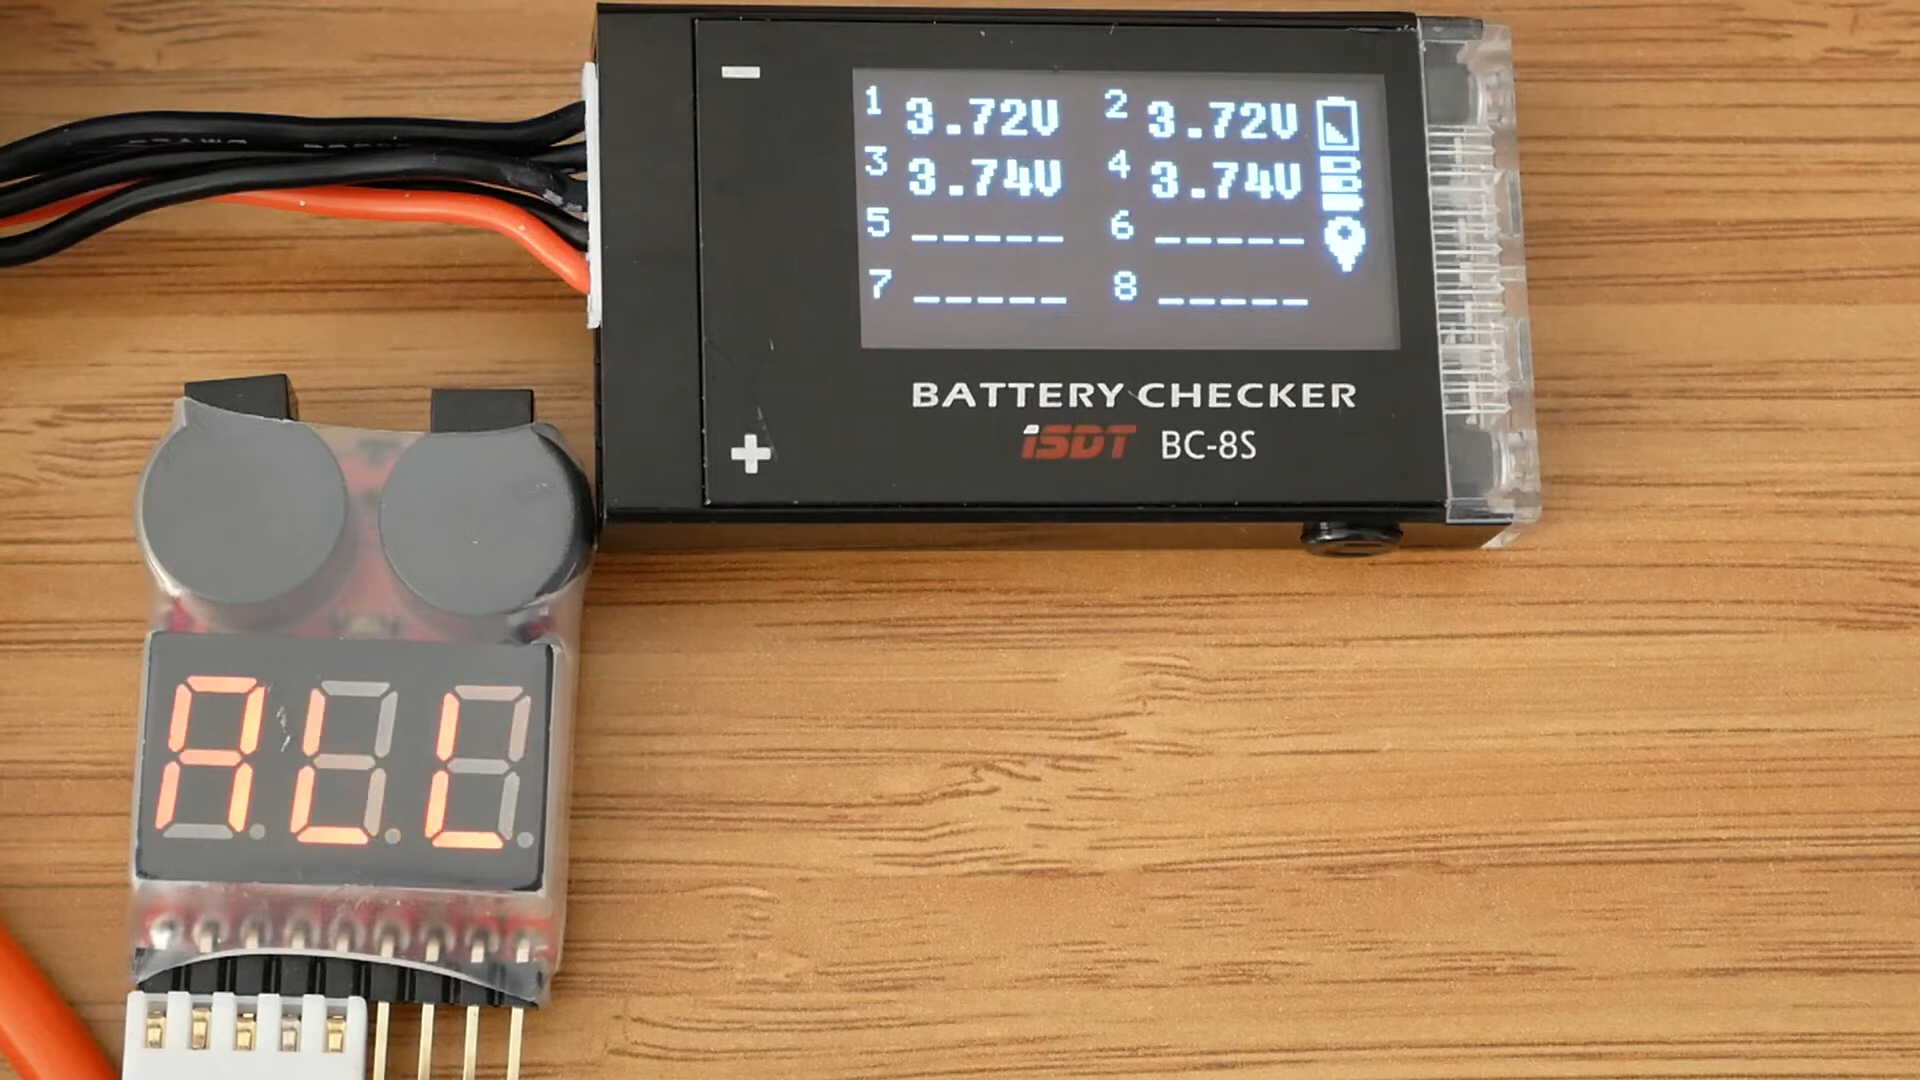 1 3.72V 2 3.72V
3 3.74V 4 3.74V
5 _____ 6 _____
7 _____ 8 _____
BATTERY CHECKER
iSDT BC-8S
ALL